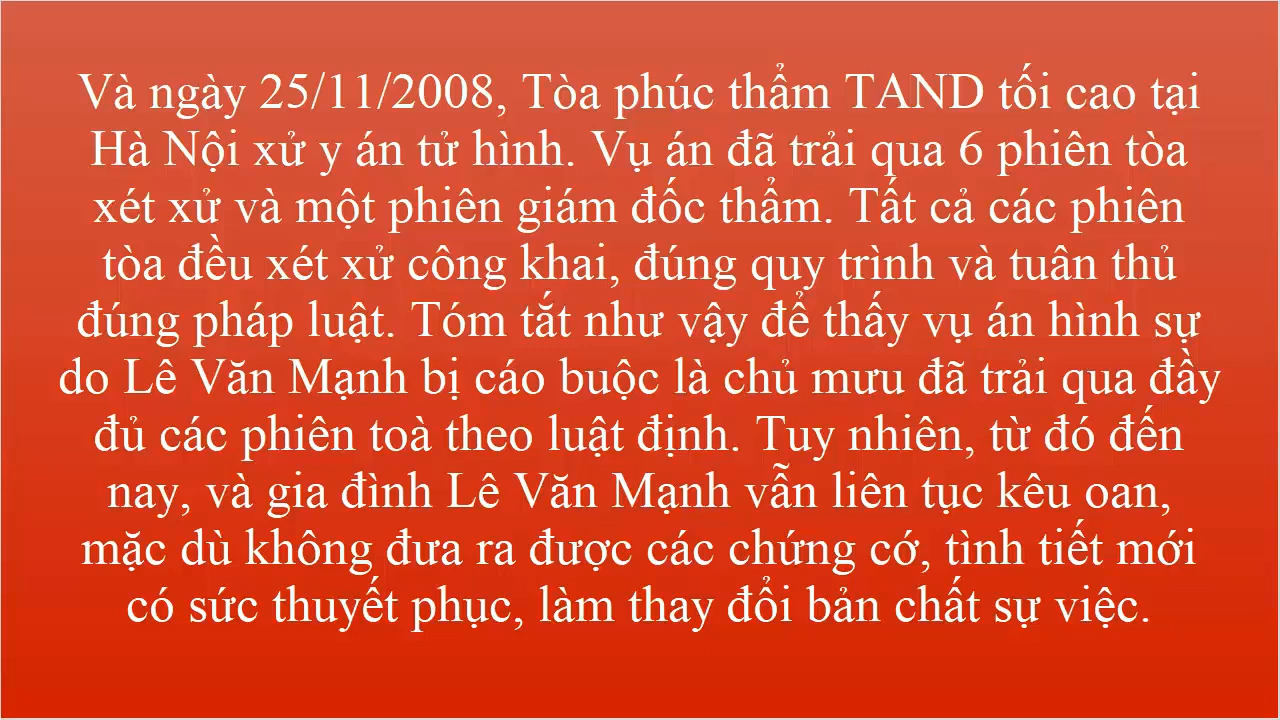 Và ngày 25/11/2008, Tòa phúc thẩm TAND tối cao tại
Hà Nội xử y án tử hình. Vụ án đã trải qua 6 phiên tòa
xét xử và một phiên giám đốc thẩm. Tất cả các phiên
tòa đều xét xử công khai, đúng quy trình và tuân thủ
đúng pháp luật. Tóm tắt như vậy để thấy vụ án hình sự
do Lê Văn Mạnh bị cáo buộc là chủ mưu đã trải qua đầy
đủ các phiên toà theo luật định. Tuy nhiên, từ đó đến
nay, và gia đình Lê Văn Mạnh vẫn liên tục kêu oan,
mặc dù không đưa ra được các chứng cớ, tình tiết mới
có sức thuyết phục, làm thay đổi bản chất sự việc.